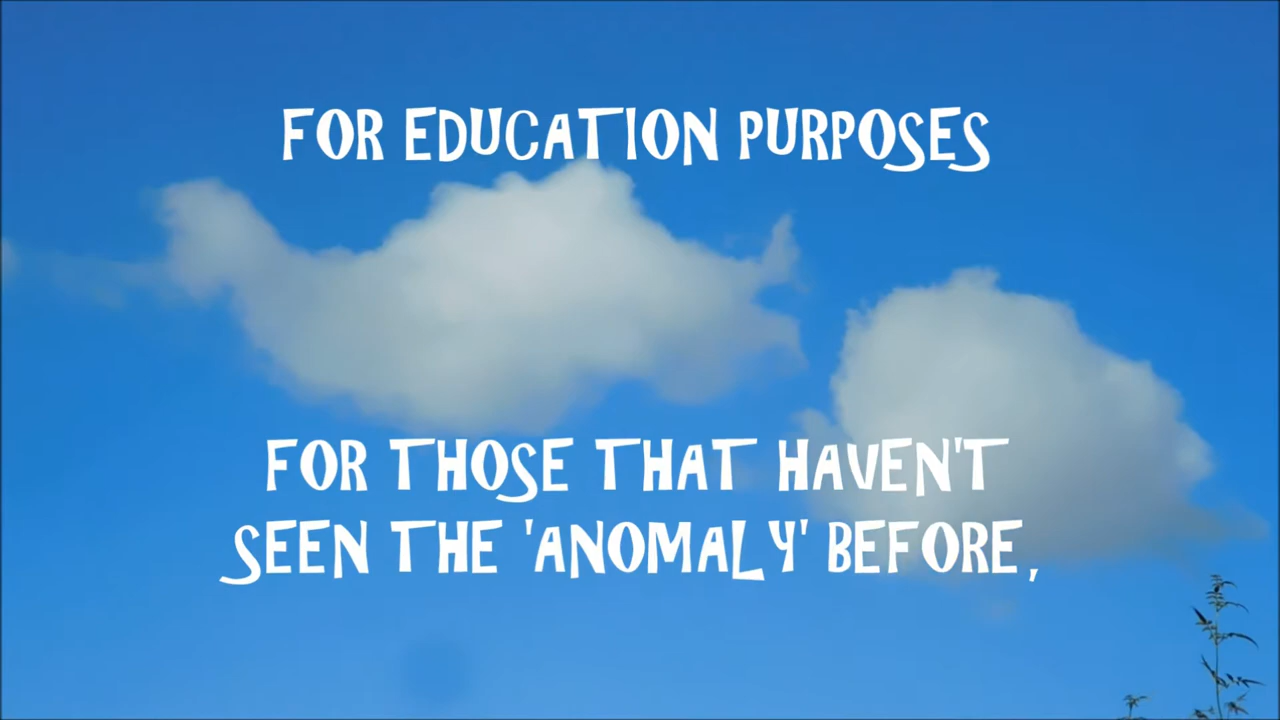 FOR EDUCATION PURPOSES
FOR THOSE THAT HAVEN'T
SEEN THE 'ANOMALY' BEFORE,